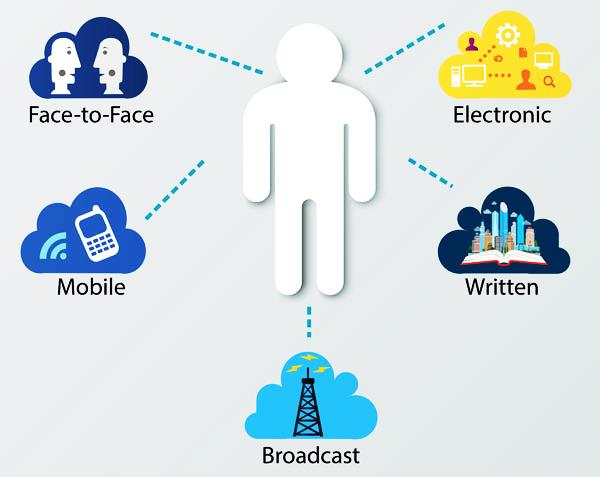 Face-to-Face
Electronic
Mobile
Written
Broadcast